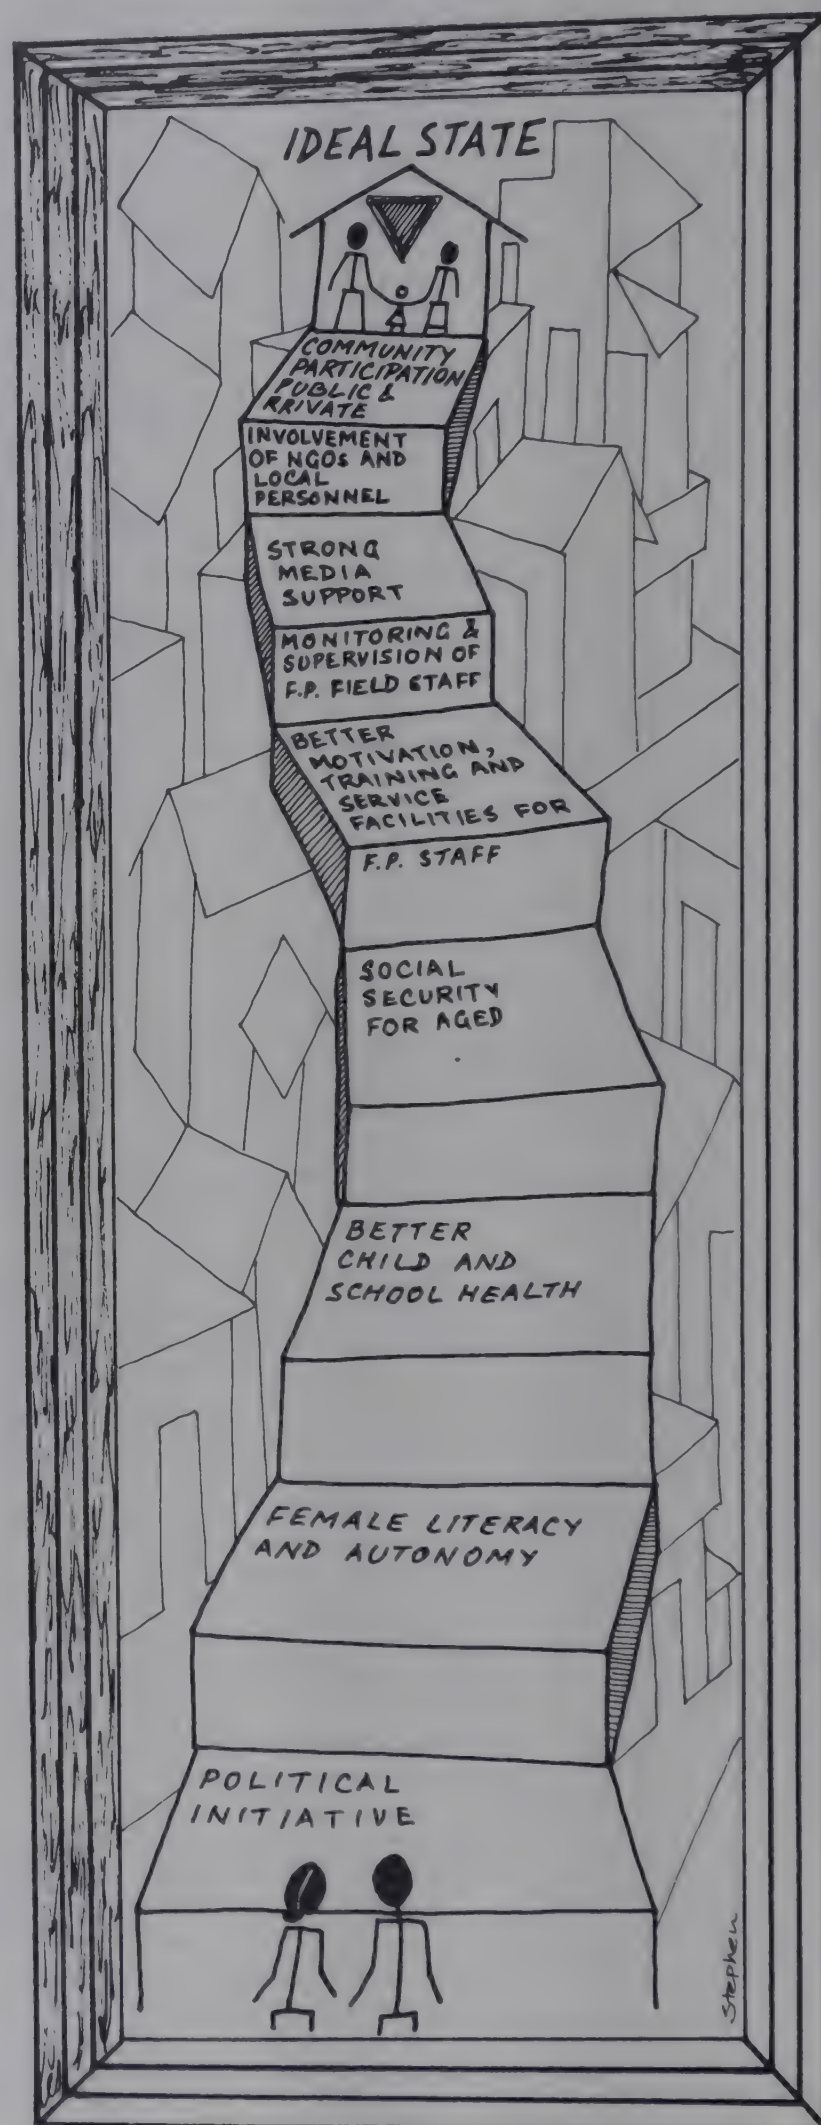 IDEAL STATE
COMMUNITY
PARTICIPATION
PUBLIC &
RRIVATE
INVOLVEMENT
OF NGOs AND
LOCAL
PERSONNEL
STRONG
MEDIA
SUPPORT
MONITORING &
SUPERVISION OF
F.P. FIELD STAFF
BETTER
MOTIVATION,
TRAINING AND
SERVICE
FACILITIES FOR
F.P. STAFF
SOCIAL
SECURITY
FOR AGED
BETTER
CHILD AND
SCHOOL HEALTH
FEMALE LITERACY
AND AUTONOMY
POLITICAL
INITIATIVE
Stephen